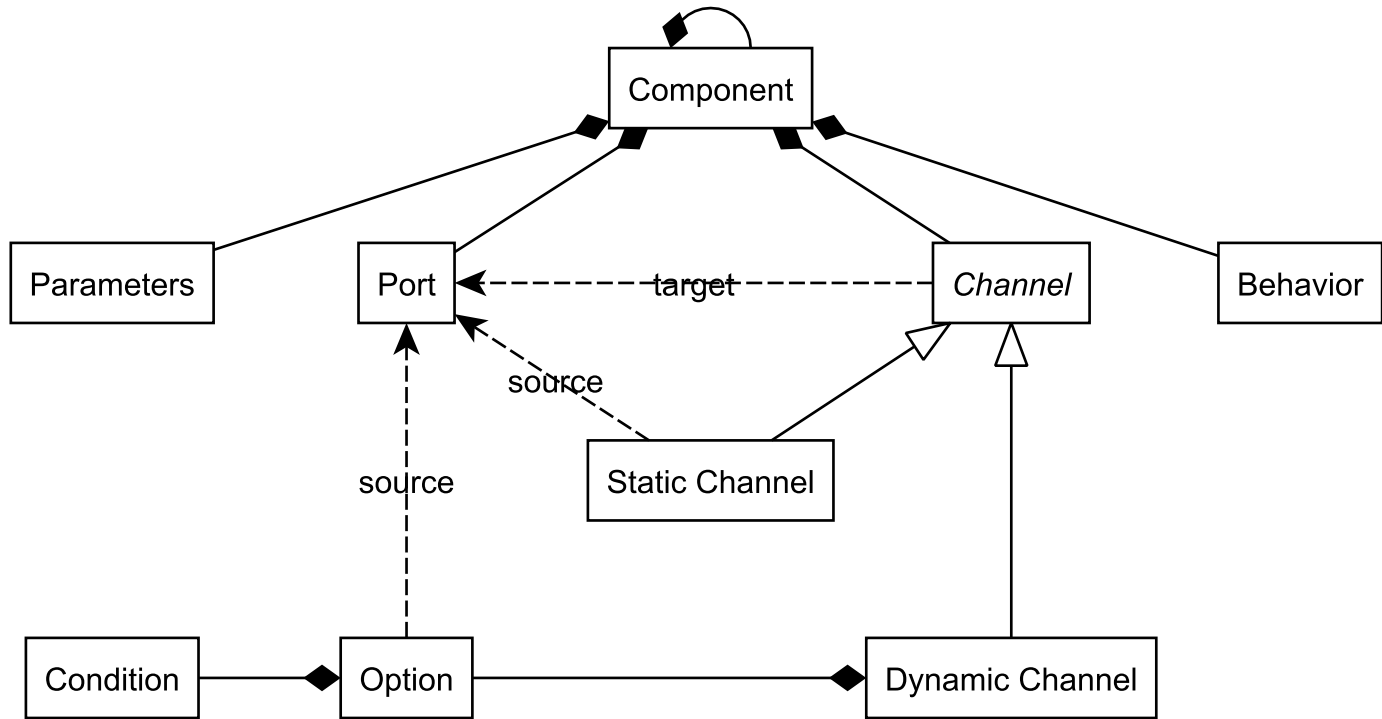 Component
Parameters
Port
target
Channel
Behavior
source
Static Channel
source
Condition
Option
Dynamic Channel